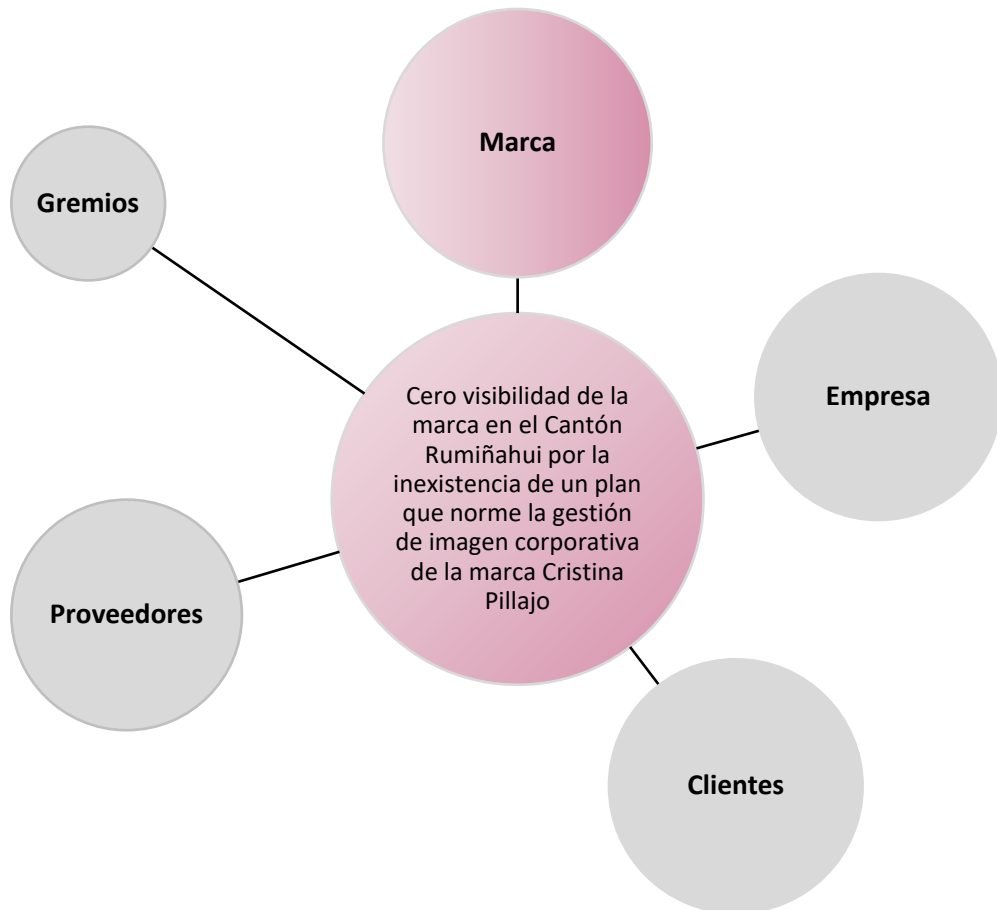 Marca
Gremios
Cero visibilidad de la
marca en el Cantón
Rumiñahui por la
inexistencia de un plan
que norme la gestión
de imagen corporativa
de la marca Cristina
Pillajo
Empresa
Proveedores
Clientes